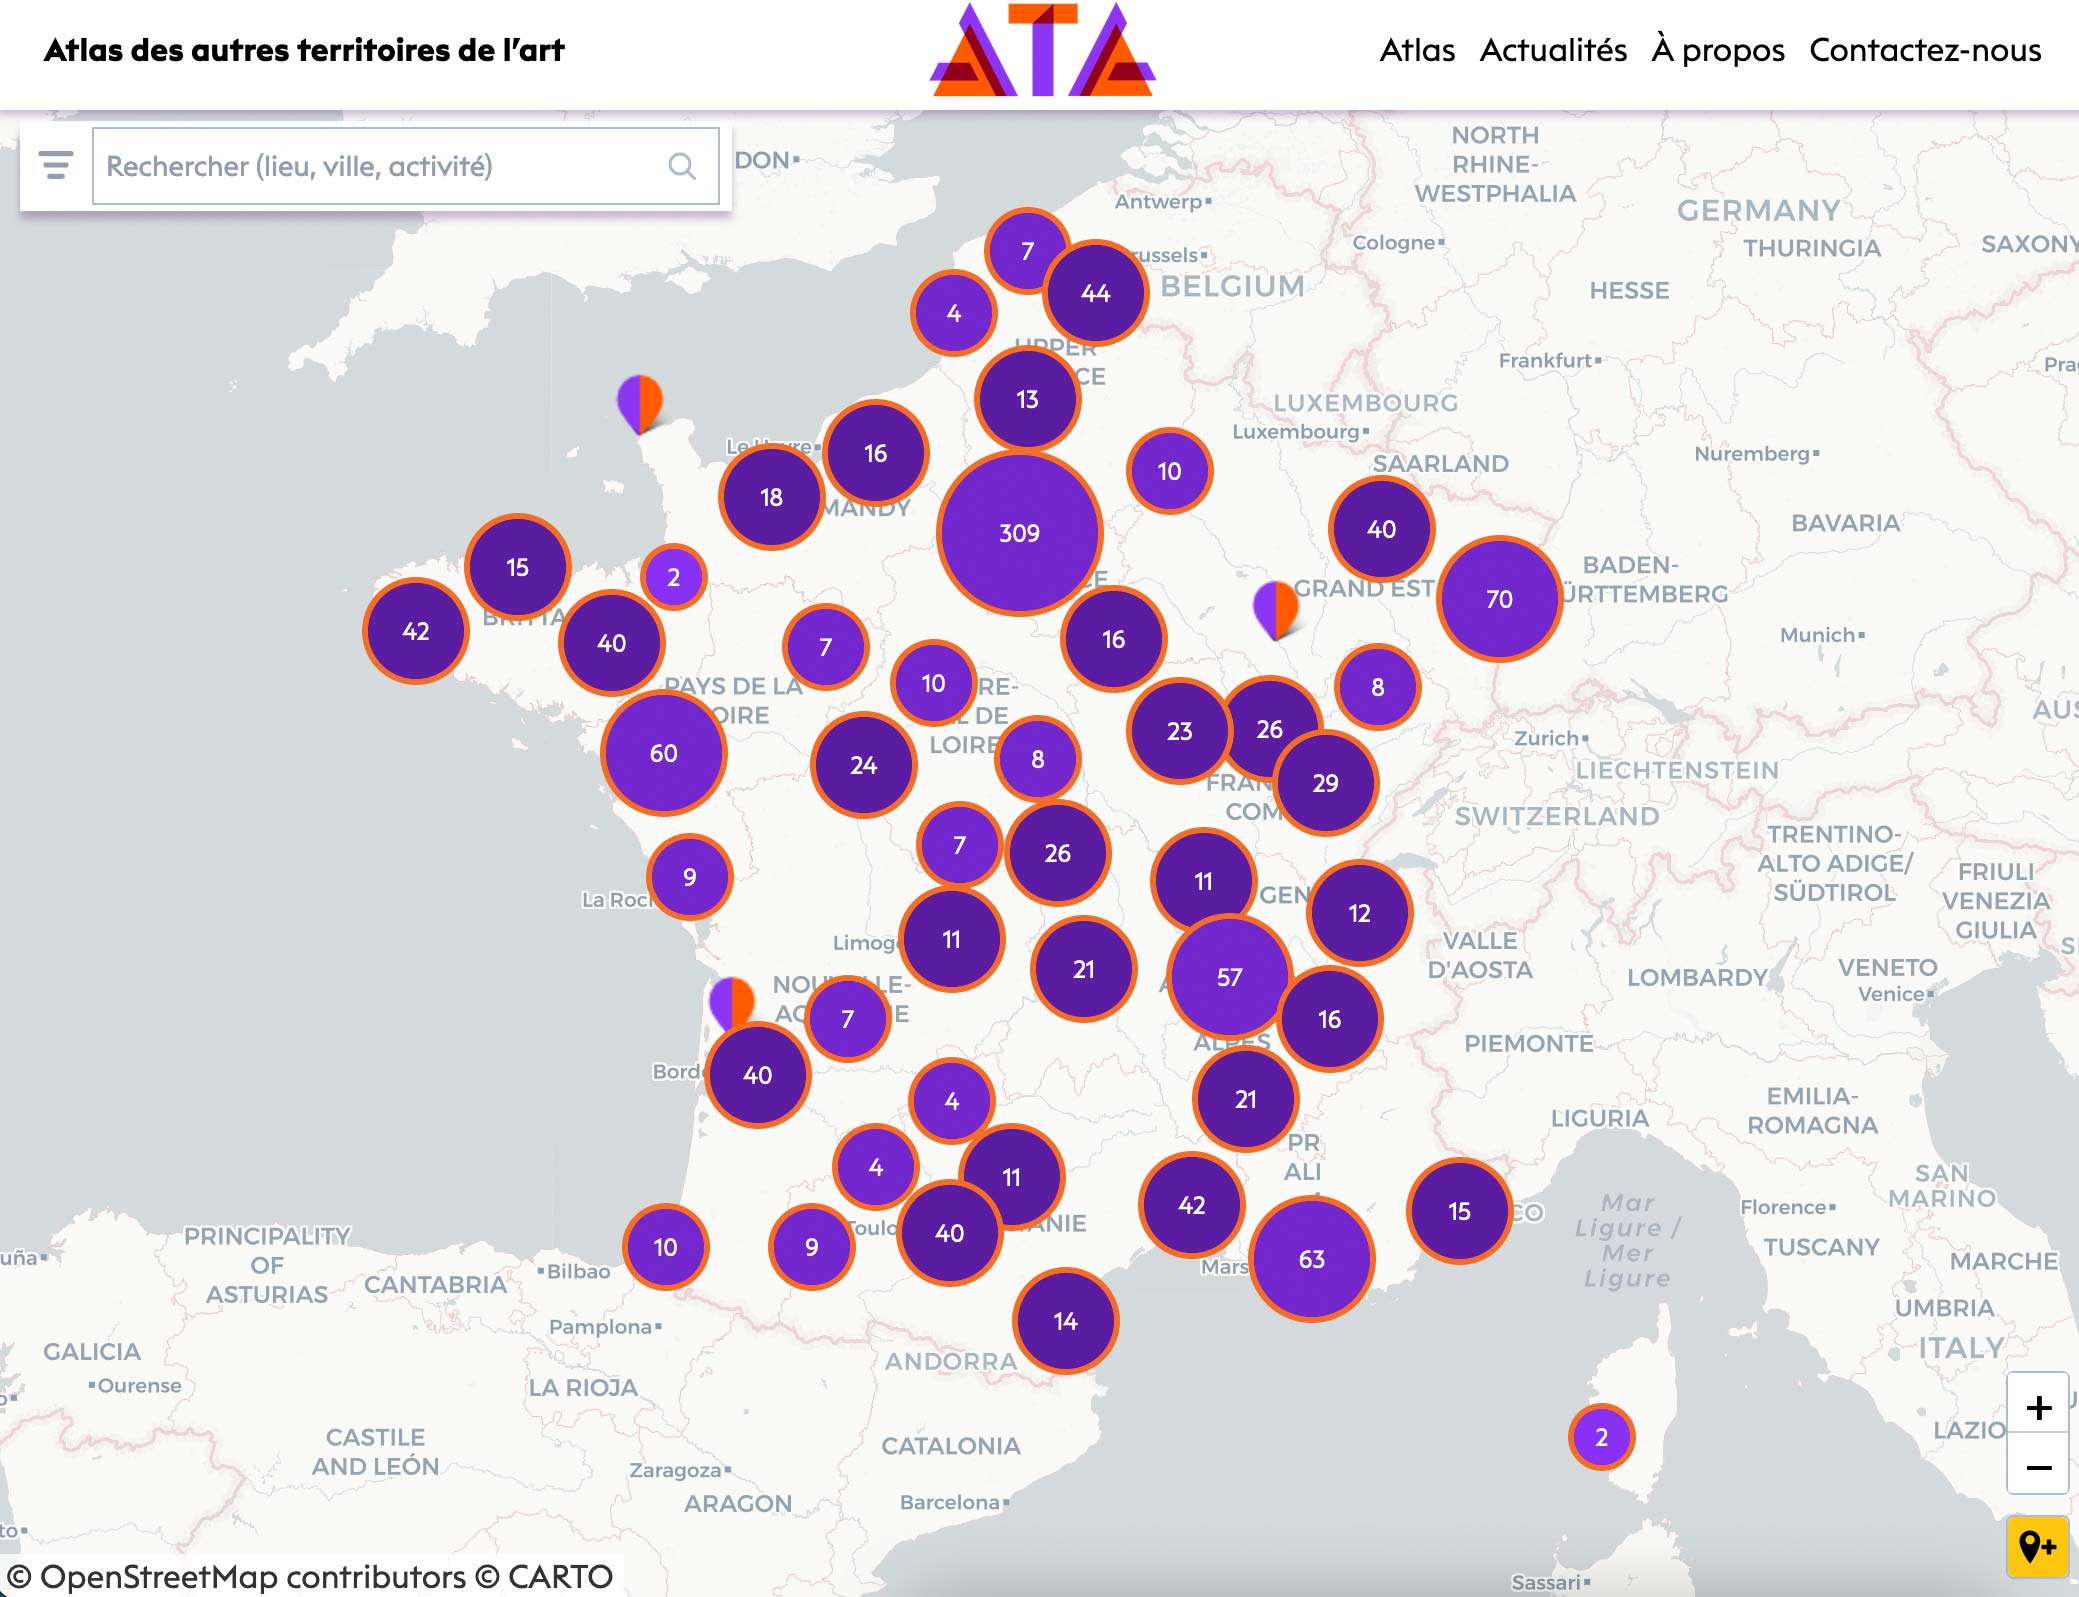 Atlas des autres territoires de l'art
ATA
Atlas Actualités À propos Contactez-nous
Rechercher (lieu, ville, activité)
DON
NORTH
RHINE-
WESTPHALIA
Antwerp
GERMANY
THURINGIA
SAXONY
Cologne
7
russels
BELGIUM
44
HESSE
4
UPPER
CE
Frankfurt
Pra
13
LUXEMBOURG
Luxembourg
Le Havre
16
SAARLAND
Nuremberg
10
18
MANDY
309
40
BAVARIA
15
2
CE
GRAND EST
70
BADEN-
ÜRTTEMBERG
42
BRITTA
40
7
16
Munich
10
8
PAYS DE LA
OIRE
RE-
L DE
LOIRE
AUS
60
24
8
23
26
Zurich
LIECHTENSTEIN
29
FRAN
COM
SWITZERLAND
TRENTINO-
ALTO ADIGE/
SÜDTIROL
7
26
9
La Roch
11
GEN
12
FRIULI
VENEZIA
GIULIA
Limog
11
21
57
VALLE
D'AOSTA
LOMBARDY
VENETO
Venice
NOUVELLE-
AQ
E
7
16
ALPES
PIEMONTE
Bord
40
4
21
EMILIA-
ROMAGNA
LIGURIA
PR
ALI
4
11
SAN
MARINO
42
15
CO
Mar
Ligure /
Mer
Ligure
Florence
Toulo
40
ANIE
10
9
Mars
63
TUSCANY
MARCHE
PRINCIPALITY
OF
ASTURIAS
uña
CANTABRIA
Bilbao
14
UMBRIA
ITALY
Pamplona
GALICIA
Ourense
ANDORRA
LA RIOJA
2
+
LAZIO
−
CASTILE
AND LEÓN
CATALONIA
Zaragoza
ARAGON
Barcelona
to
Sassari
© OpenStreetMap contributors © CARTO